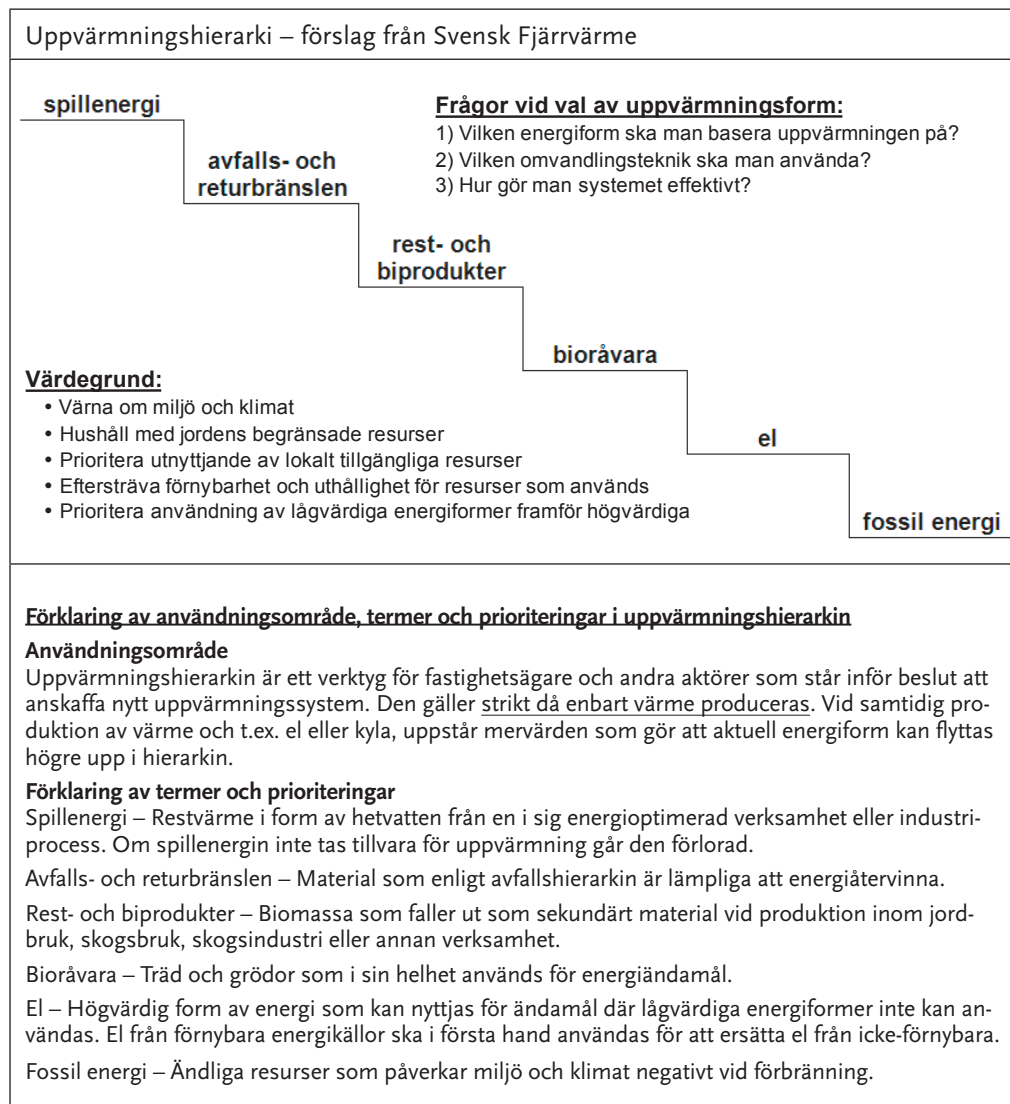 Uppvärmningshierarki – förslag från Svensk Fjärrvärme
spillenergi
Frågor vid val av uppvärmningsform:
1) Vilken energiform ska man basera uppvärmningen på?
2) Vilken omvandlingsteknik ska man använda?
3) Hur gör man systemet effektivt?
avfalls- och
returbränslen
rest- och
biprodukter
bioråvara
el
fossil energi
Värdegrund:
• Värna om miljö och klimat
• Hushåll med jordens begränsade resurser
• Prioritera utnyttjande av lokalt tillgängliga resurser
• Eftersträva förnybarhet och uthållighet för resurser som används
• Prioritera användning av lågvärdiga energiformer framför högvärdiga
Förklaring av användningsområde, termer och prioriteringar i uppvärmningshierarkin
Användningsområde
Uppvärmningshierarkin är ett verktyg för fastighetsägare och andra aktörer som står inför beslut att
anskaffa nytt uppvärmningssystem. Den gäller strikt då enbart värme produceras. Vid samtidig pro-
duktion av värme och t.ex. el eller kyla, uppstår mervärden som gör att aktuell energiform kan flyttas
högre upp i hierarkin.
Förklaring av termer och prioriteringar
Spillenergi – Restvärme i form av hetvatten från en i sig energioptimerad verksamhet eller industri-
process. Om spillenergin inte tas tillvara för uppvärmning går den förlorad.
Avfalls- och returbränslen – Material som enligt avfallshierarkin är lämpliga att energiåtervinna.
Rest- och biprodukter – Biomassa som faller ut som sekundärt material vid produktion inom jord-
bruk, skogsbruk, skogsindustri eller annan verksamhet.
Bioråvara – Träd och grödor som i sin helhet används för energiändamål.
El – Högvärdig form av energi som kan nyttjas för ändamål där lågvärdiga energiformer inte kan an-
vändas. El från förnybara energikällor ska i första hand användas för att ersätta el från icke-förnybara.
Fossil energi – Ändliga resurser som påverkar miljö och klimat negativt vid förbränning.